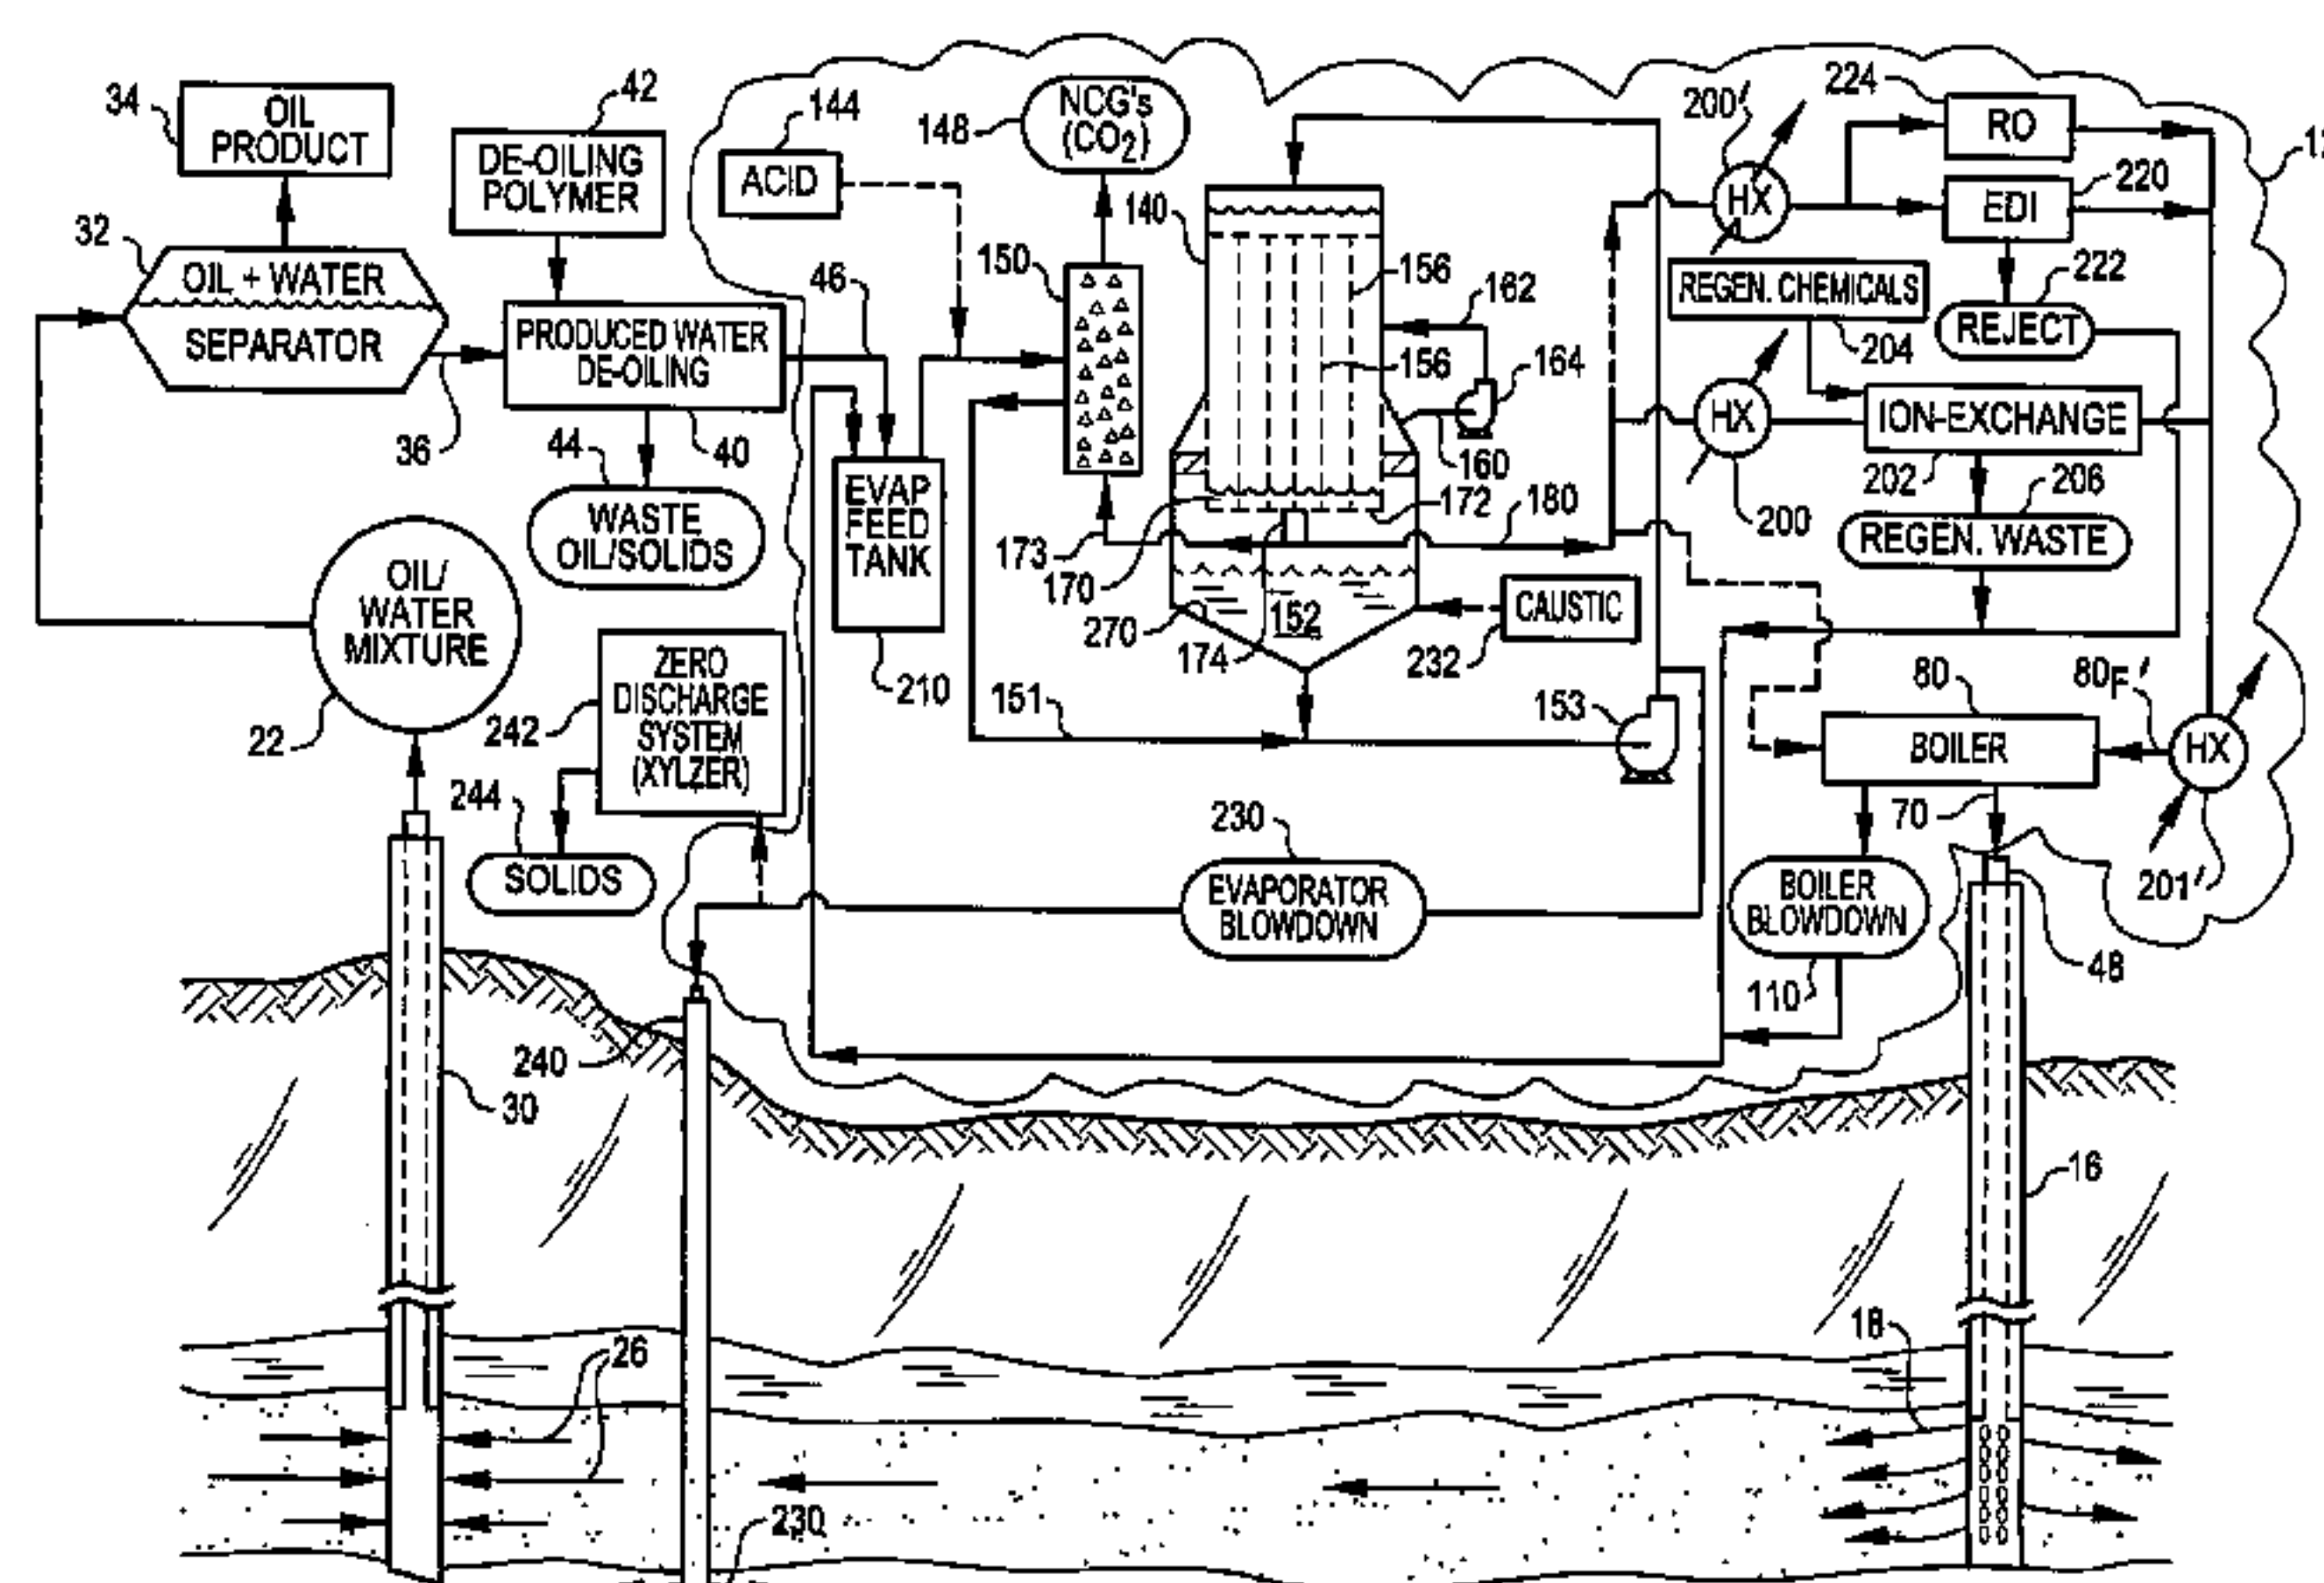 34
OIL
PRODUCT
42
DE-OILING
POLYMER
144
ACID
148
NCG's
(CO2)
200'
224
RO
220
EDI
222
REJECT
32
OIL + WATER
SEPARATOR
36
PRODUCED WATER
DE-OILING
40
46
44
WASTE
OIL/SOLIDS
150
140
156
156
162
164
160
HX
REGEN. CHEMICALS
204
HX
200
ION-EXCHANGE
202
206
REGEN. WASTE
EVAP
FEED
TANK
210
173
170
270
174
152
172
180
CAUSTIC
232
OIL/
WATER
MIXTURE
22
242
ZERO
DISCHARGE
SYSTEM
(XYLZER)
244
SOLIDS
151
153
80
80F'
BOILER
HX
70
201'
230
EVAPORATOR
BLOWDOWN
BOILER
BLOWDOWN
110
48
240
30
16
26
18
230